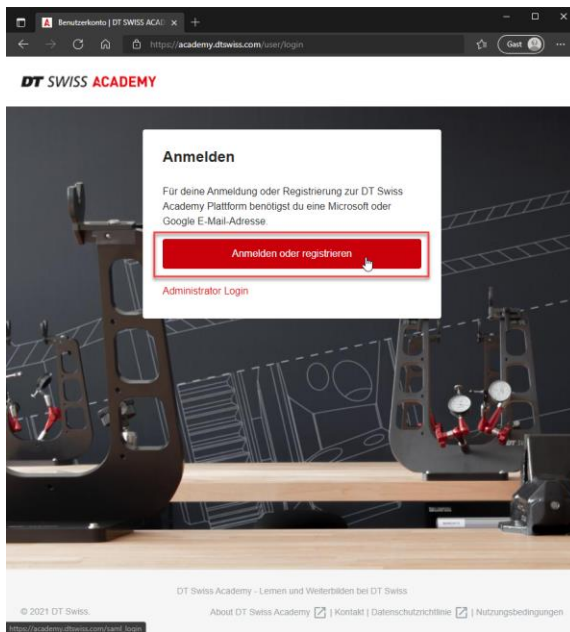 Benutzerkonto | DT SWISS ACAD
https://academy.dtswiss.com/user/login
Gast
DT SWISS ACADEMY
Anmelden
Für deine Anmeldung oder Registrierung zur DT Swiss
Academy Plattform benötigst du eine Microsoft oder
Google E-Mail-Adresse.
Anmelden oder registrieren
Administrator Login
DT Swiss Academy - Lernen und Weiterbilden bei DT Swiss
© 2021 DT Swiss.
About DT Swiss Academy | Kontakt | Datenschutzrichtlinie | Nutzungsbedingungen
https://academy.dtswiss.com/saml_login